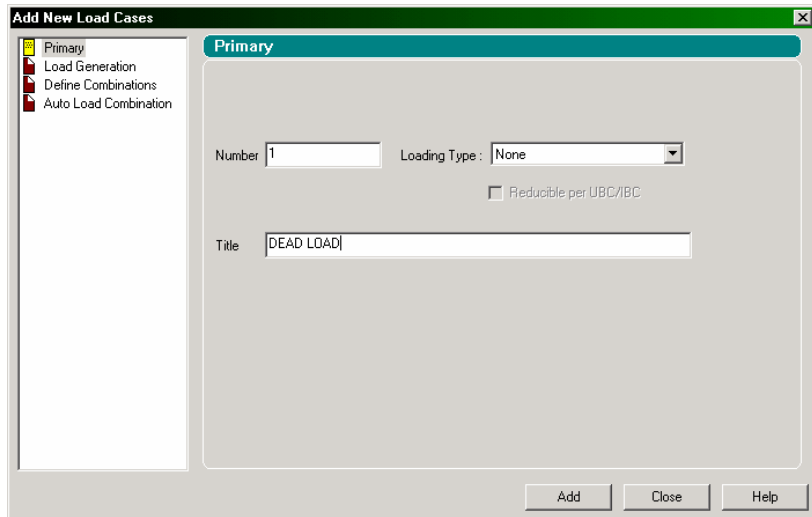 Add New Load Cases
Primary
Load Generation
Define Combinations
Auto Load Combination
Primary
Number 1 Loading Type : None
Reducible per UBC/IBC
Title DEAD LOAD
Add Close Help